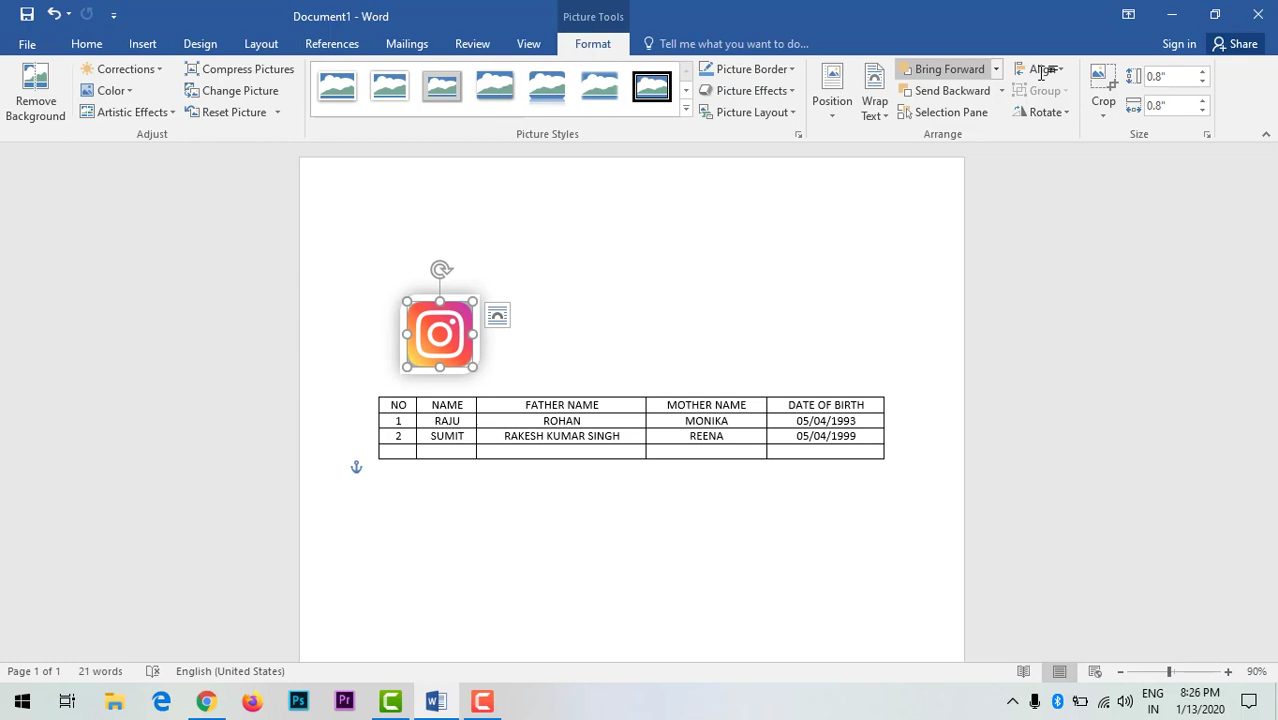 Document1 - Word
Picture Tools
File Home Insert Design Layout References Mailings Review View Format Tell me what you want to do... Sign in Share
Remove Background
Corrections
Color
Artistic Effects
Compress Pictures
Change Picture
Reset Picture
Adjust
Picture Styles
Picture Border
Picture Effects
Picture Layout
Position
Wrap Text
Bring Forward
Send Backward
Selection Pane
Group
Rotate
Arrange
Crop
0.8"
0.8"
Size
NO NAME FATHER NAME MOTHER NAME DATE OF BIRTH
1 RAJU ROHAN MONIKA 05/04/1993
2 SUMIT RAKESH KUMAR SINGH REENA 05/04/1999
Page 1 of 1 21 words English (United States) 90%
Ps Pr
ENG
IN
8:26 PM
1/13/2020